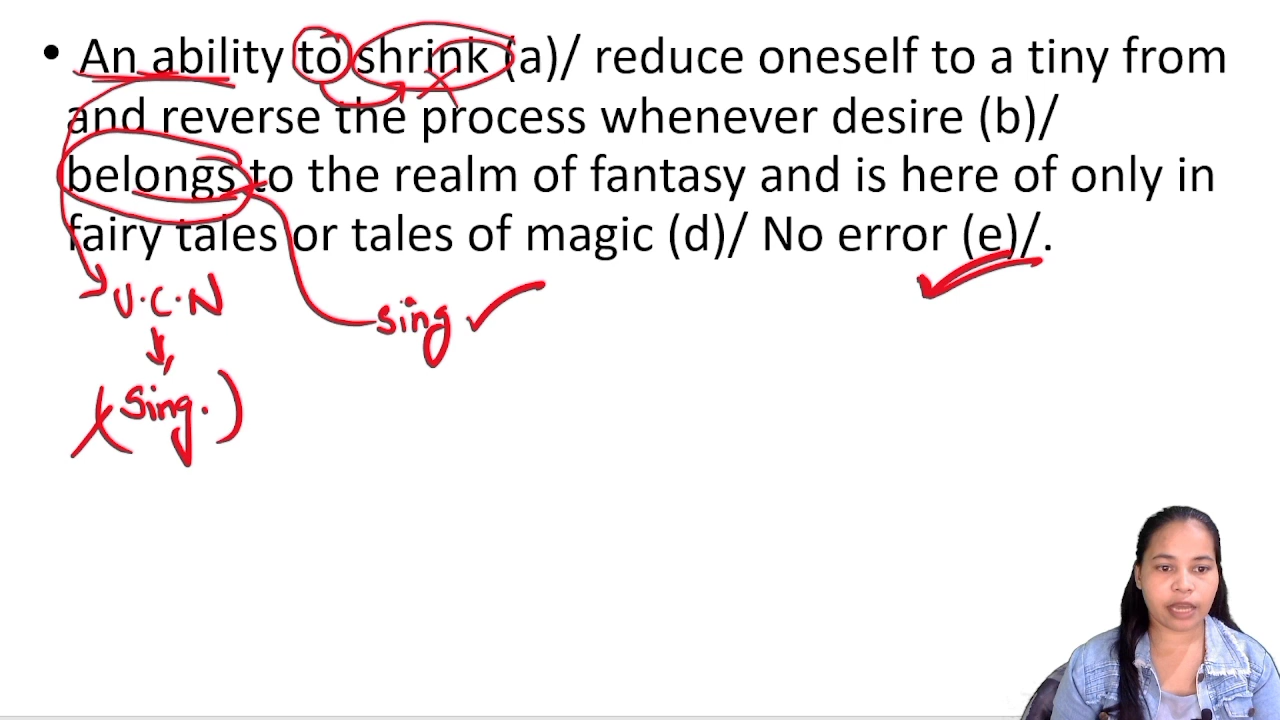 • An ability to shrink (a)/ reduce oneself to a tiny from
and reverse the process whenever desire (b)/
belongs to the realm of fantasy and is here of only in
fairy tales or tales of magic (d)/ No error (e)/.
U.C.N
sing
(Sing.)